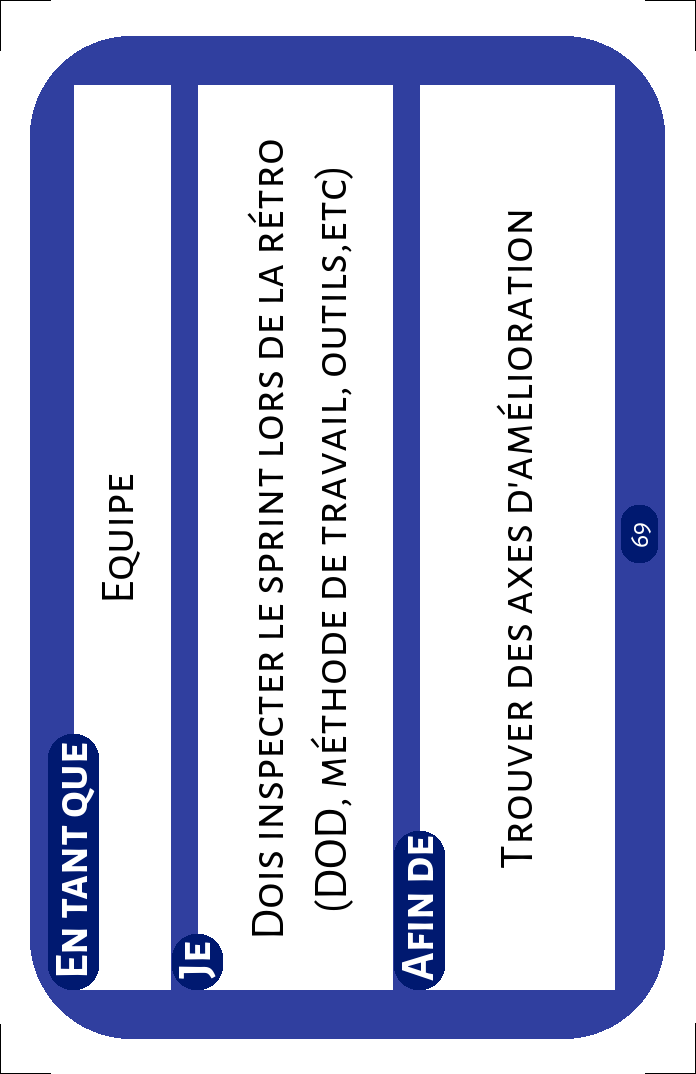 En tant que
Equipe
Je
Dois inspecter le sprint lors de la rétro
(DOD, méthode de travail, outils,etc)
Afin de
Trouver des axes d'amélioration
69